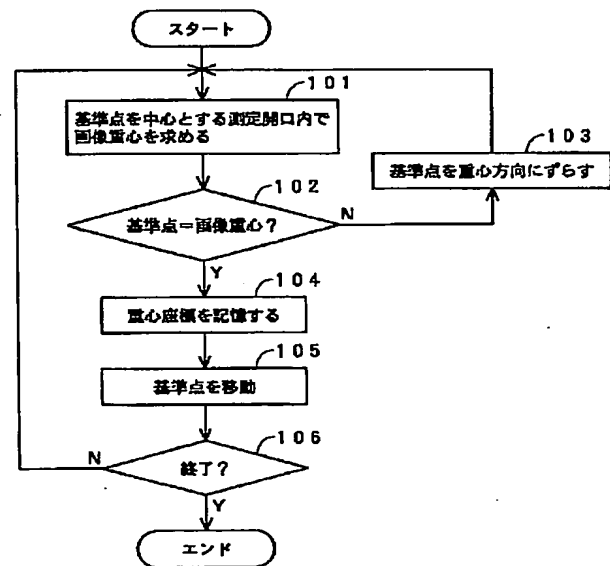 スタート
101
基準点を中心とする測定開口内で
画像重心を求める
103
基準点を重心方向にずらす
102
基準点=画像重心?
N
Y
104
重心座標を記憶する
105
基準点を移動
106
終了?
N
Y
エンド